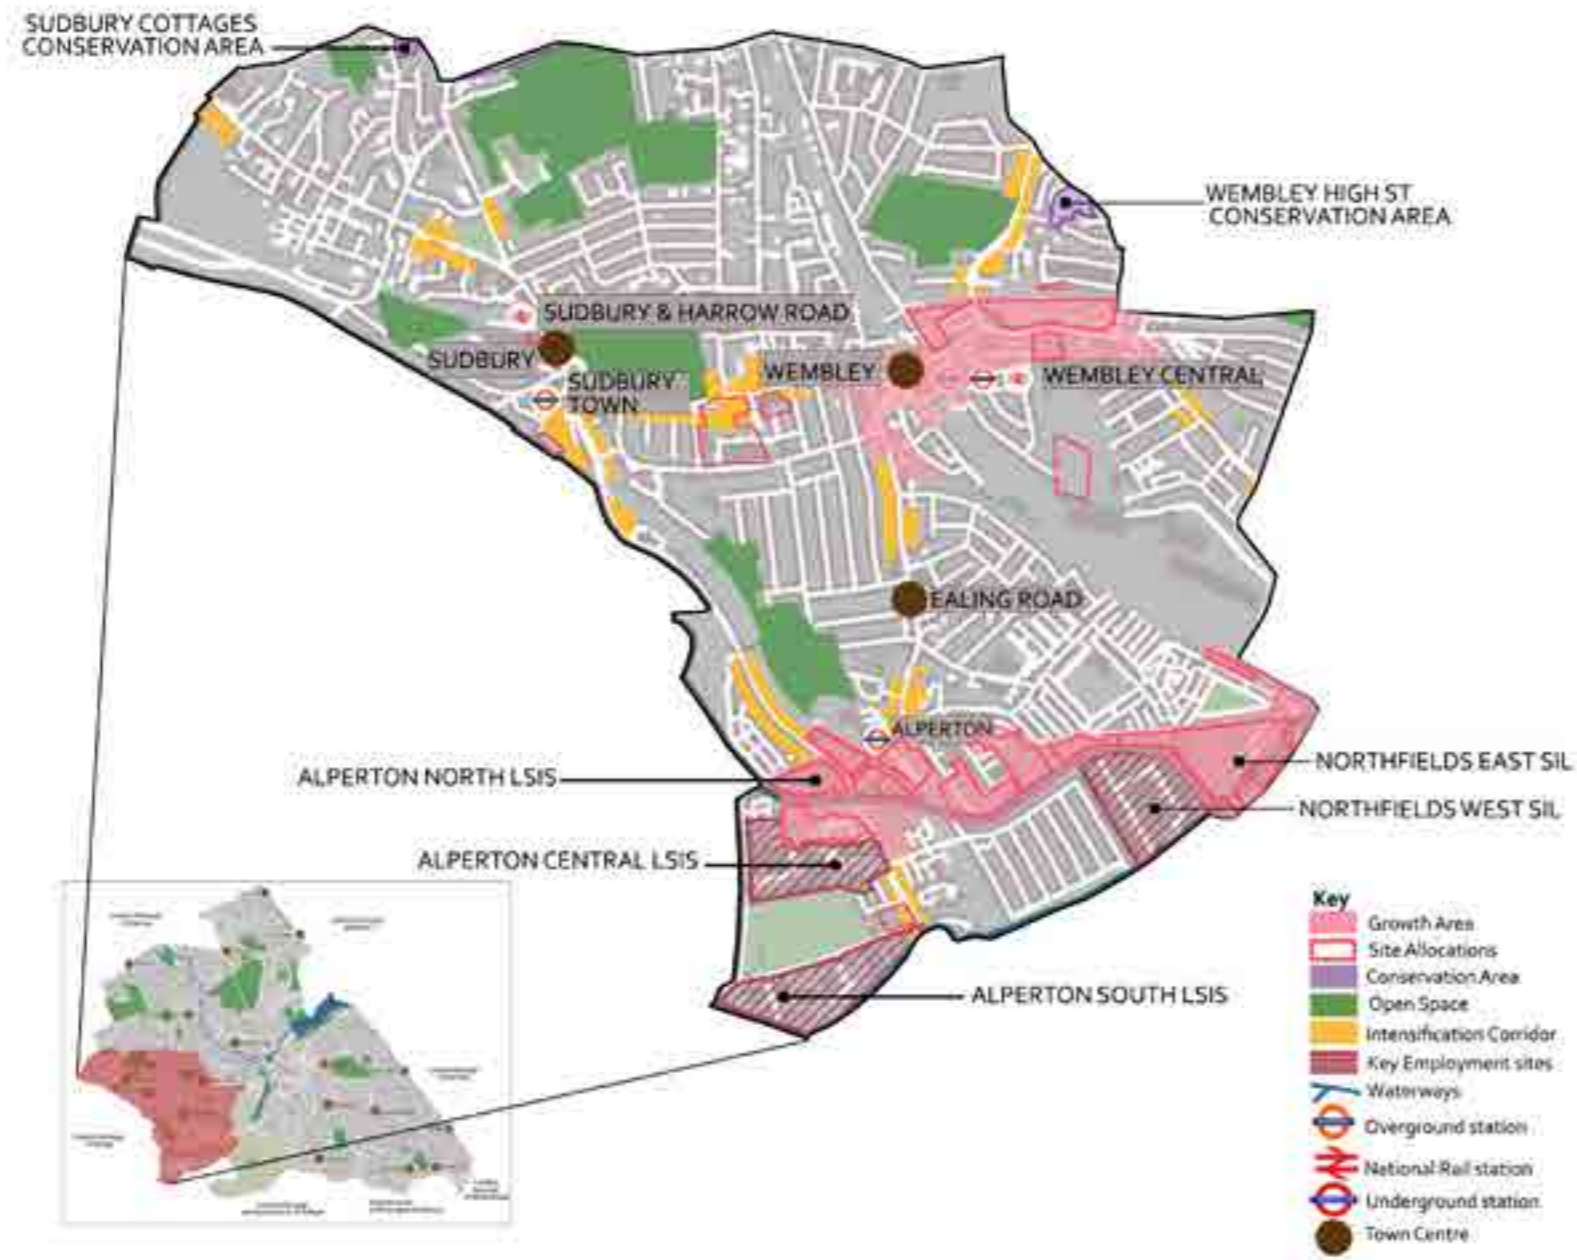 SUDBURY COTTAGES
CONSERVATION AREA
WEMBLEY HIGH ST
CONSERVATION AREA
SUDBURY & HARROW ROAD
SUDBURY
SUDBURY
TOWN
WEMBLEY
WEMBLEY CENTRAL
EALING ROAD
ALPERTON
ALPERTON NORTH LSIS
NORTHFIELDS EAST SIL
NORTHFIELDS WEST SIL
ALPERTON CENTRAL LSIS
ALPERTON SOUTH LSIS
Key
Growth Area
Site Allocations
Conservation Area
Open Space
Intensification Corridor
Key Employment sites
Waterways
Overground station
National Rail station
Underground station
Town Centre